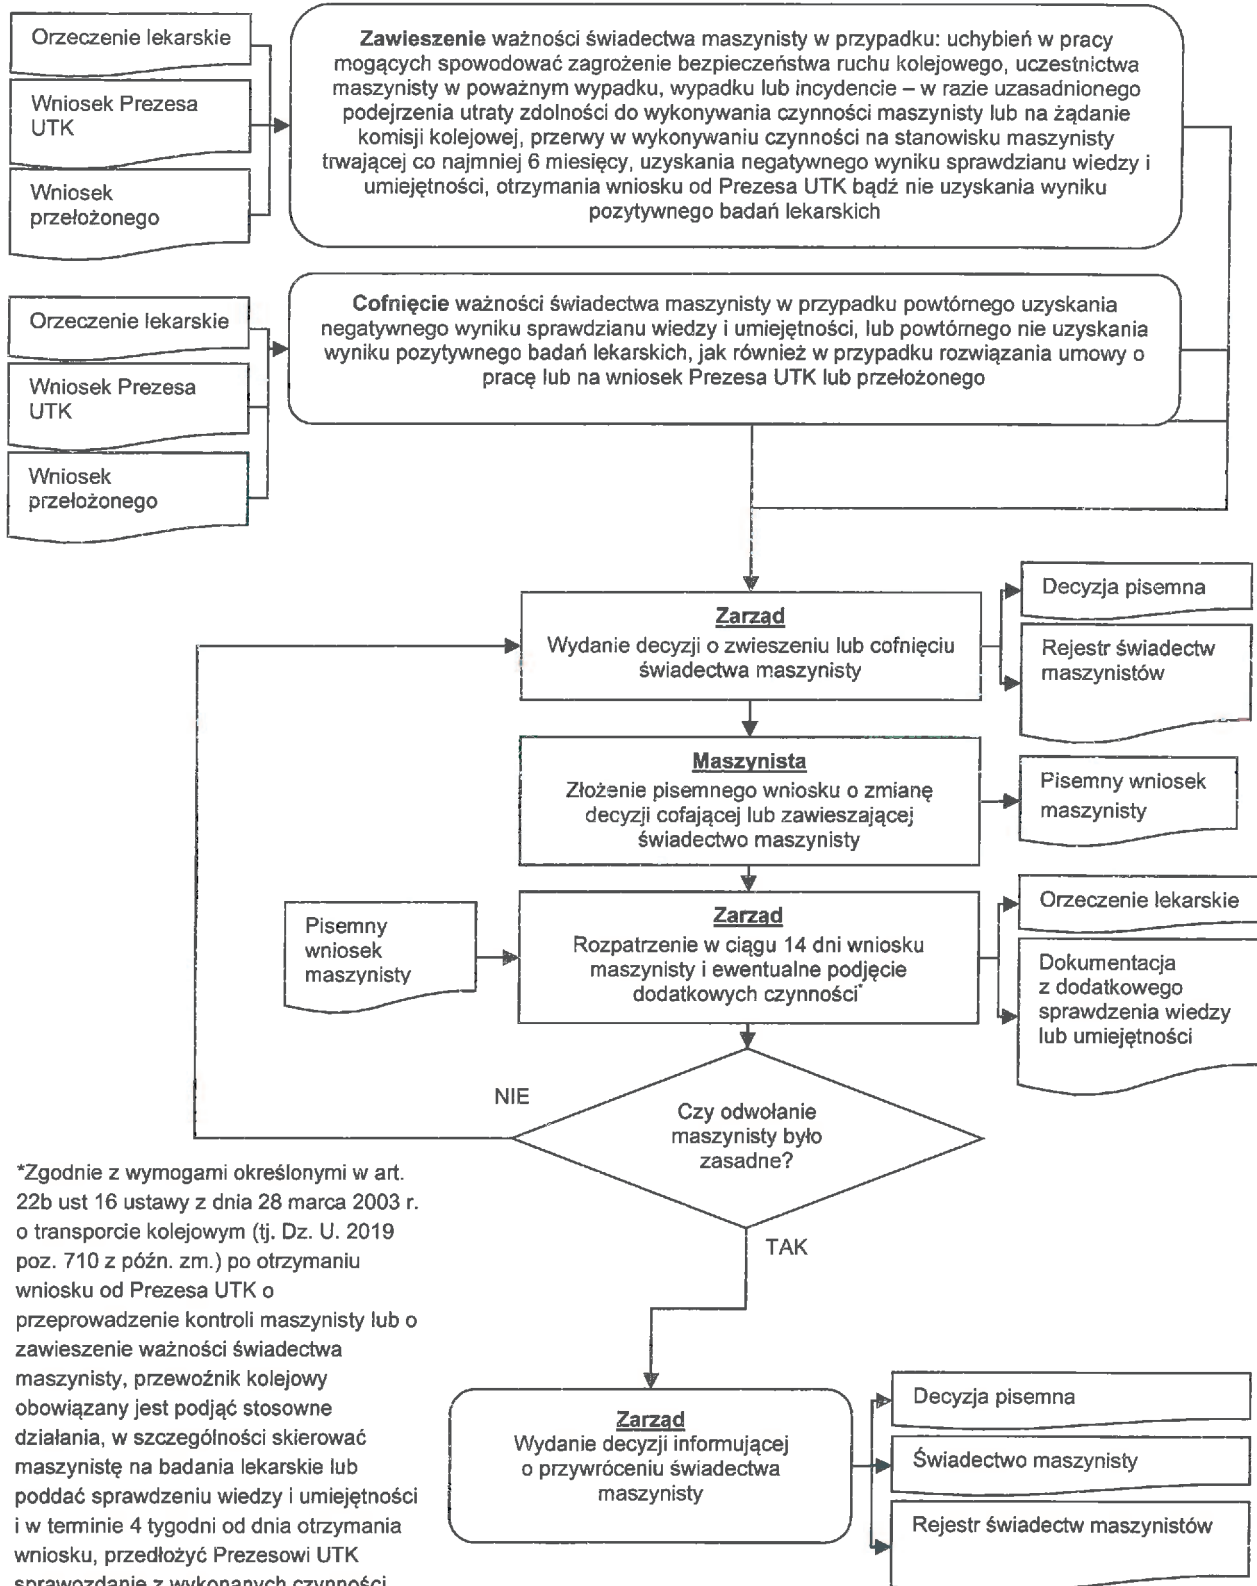 Orzeczenie lekarskie
Wniosek Prezesa
UTK
Wniosek
przełożonego
Zawieszenie ważności świadectwa maszynisty w przypadku: uchybień w pracy
mogących spowodować zagrożenie bezpieczeństwa ruchu kolejowego, uczestnictwa
maszynisty w poważnym wypadku, wypadku lub incydencie – w razie uzasadnionego
podejrzenia utraty zdolności do wykonywania czynności maszynisty lub na żądanie
komisji kolejowej, przerwy w wykonywaniu czynności na stanowisku maszynisty
trwającej co najmniej 6 miesięcy, uzyskania negatywnego wyniku sprawdzianu wiedzy i
umiejętności, otrzymania wniosku od Prezesa UTK bądź nie uzyskania wyniku
pozytywnego badań lekarskich
Orzeczenie lekarskie
Wniosek Prezesa
UTK
Wniosek
przełożonego
Cofnięcie ważności świadectwa maszynisty w przypadku powtórnego uzyskania
negatywnego wyniku sprawdzianu wiedzy i umiejętności, lub powtórnego nie uzyskania
wyniku pozytywnego badań lekarskich, jak również w przypadku rozwiązania umowy o
pracę lub na wniosek Prezesa UTK lub przełożonego
Zarząd
Wydanie decyzji o zwieszeniu lub cofnięciu
świadectwa maszynisty
Decyzja pisemna
Rejestr świadectw
maszynistów
Maszynista
Złożenie pisemnego wniosku o zmianę
decyzji cofającej lub zawieszającej
świadectwo maszynisty
Pisemny wniosek
maszynisty
Pisemny
wniosek
maszynisty
Zarząd
Rozpatrzenie w ciągu 14 dni wniosku
maszynisty i ewentualne podjęcie
dodatkowych czynności*
Orzeczenie lekarskie
Dokumentacja
z dodatkowego
sprawdzenia wiedzy
lub umiejętności
NIE
Czy odwołanie
maszynisty było
zasadne?
TAK
*Zgodnie z wymogami określonymi w art.
22b ust 16 ustawy z dnia 28 marca 2003 r.
o transporcie kolejowym (tj. Dz. U. 2019
poz. 710 z późn. zm.) po otrzymaniu
wniosku od Prezesa UTK o
przeprowadzenie kontroli maszynisty lub o
zawieszenie ważności świadectwa
maszynisty, przewoźnik kolejowy
obowiązany jest podjąć stosowne
działania, w szczególności skierować
maszynistę na badania lekarskie lub
poddać sprawdzeniu wiedzy i umiejętności
i w terminie 4 tygodni od dnia otrzymania
wniosku, przedłożyć Prezesowi UTK
sprawozdanie z wykonanych czynności
Zarząd
Wydanie decyzji informującej
o przywróceniu świadectwa
maszynisty
Decyzja pisemna
Świadectwo maszynisty
Rejestr świadectw maszynistów